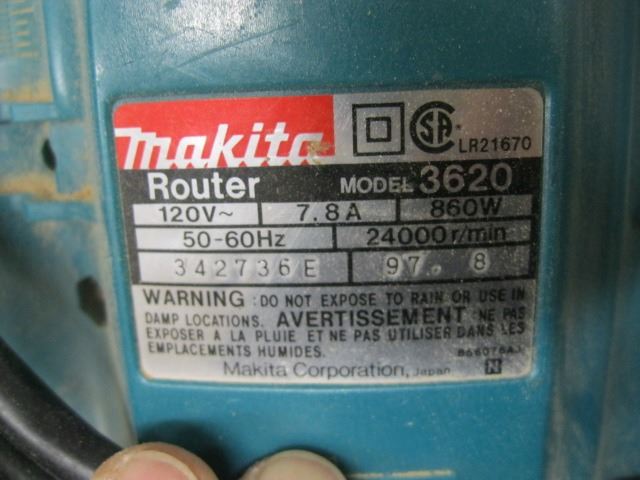 makita
LR21670
Router MODEL 3620
120V~ 7.8A 860W
50-60Hz 24000r/min
342736E 97. 8
WARNING : DO NOT EXPOSE TO RAIN OR USE IN
DAMP LOCATIONS. AVERTISSEMENT : NE PAS
EXPOSER A LA PLUIE ET NE PAS UTILISER DANS LES
EMPLACEMENTS HUMIDES.
Makita Corporation, Japan N